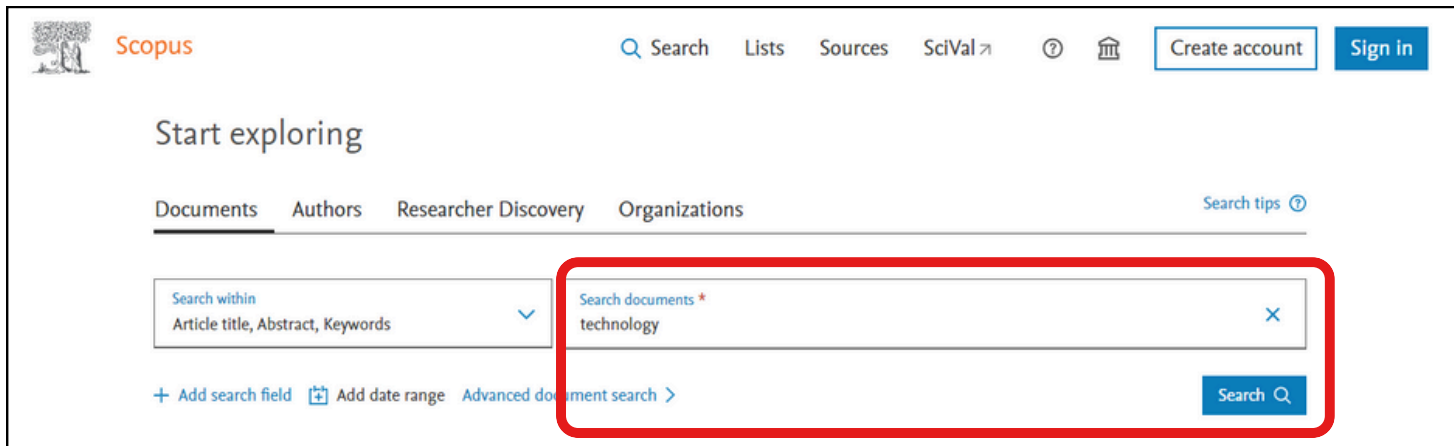 Scopus
Search Lists Sources SciVal Create account Sign in
Start exploring
Documents Authors Researcher Discovery Organizations Search tips
Search within
Article title, Abstract, Keywords
Search documents *
technology
Add search field Add date range Advanced document search
Search